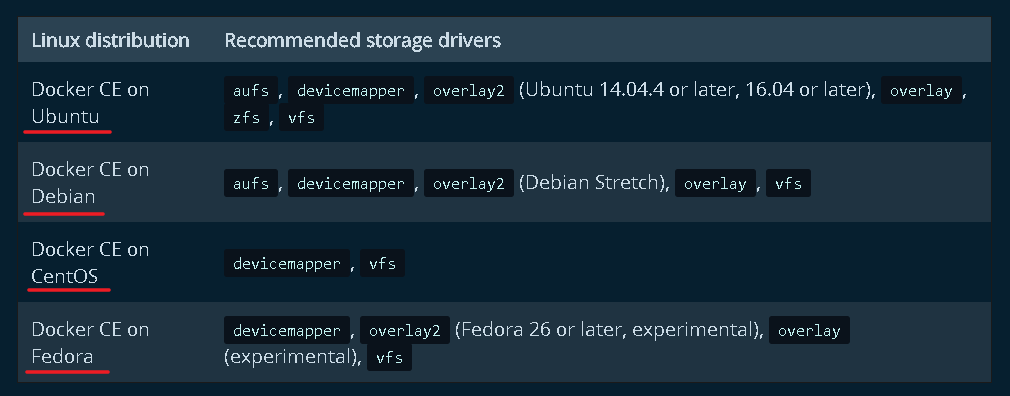 Linux distribution Recommended storage drivers
Docker CE on Ubuntu aufs , devicemapper , overlay2 (Ubuntu 14.04.4 or later, 16.04 or later), overlay , zfs , vfs
Docker CE on Debian aufs , devicemapper , overlay2 (Debian Stretch), overlay , vfs
Docker CE on CentOS devicemapper , vfs
Docker CE on Fedora devicemapper , overlay2 (Fedora 26 or later, experimental), overlay (experimental), vfs